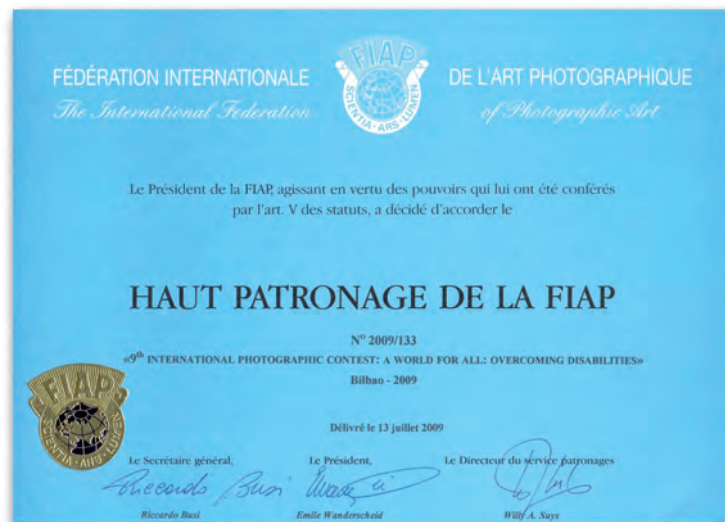 FIAP
SCIENTIA - ARS - LUMEN
FÉDÉRATION INTERNATIONALE DE L'ART PHOTOGRAPHIQUE
The International Federation of Photographic Art
Le Président de la FIAP, agissant en vertu des pouvoirs qui lui ont été conférés
par l'art. V des statuts, a décidé d'accorder le
HAUT PATRONAGE DE LA FIAP
Nº 2009/133
«9th INTERNATIONAL PHOTOGRAPHIC CONTEST: A WORLD FOR ALL: OVERCOMING DISABILITIES»
Bilbao - 2009
FIAP
SCIENTIA - ARS - LUMEN
Délivré le 13 juillet 2009
Le Secrétaire général, Le Président, Le Directeur du service patronages
Riccardo Busi
Riccardo Busi Emile Wanderscheid Willy A. Suys